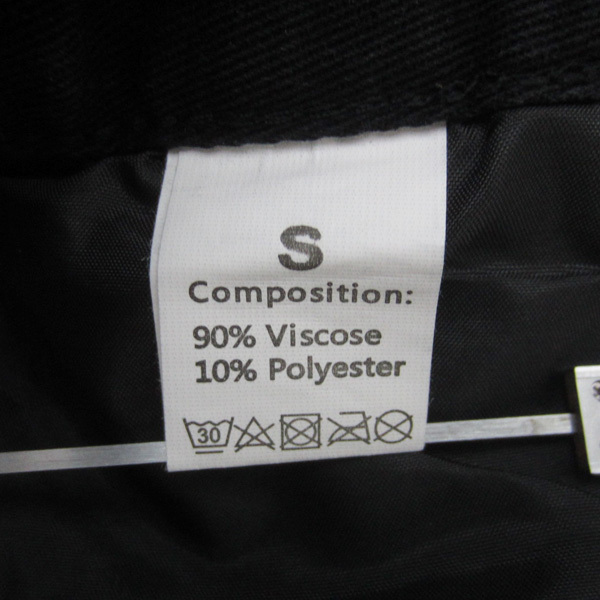 S
Composition:
90% Viscose
10% Polyester
30